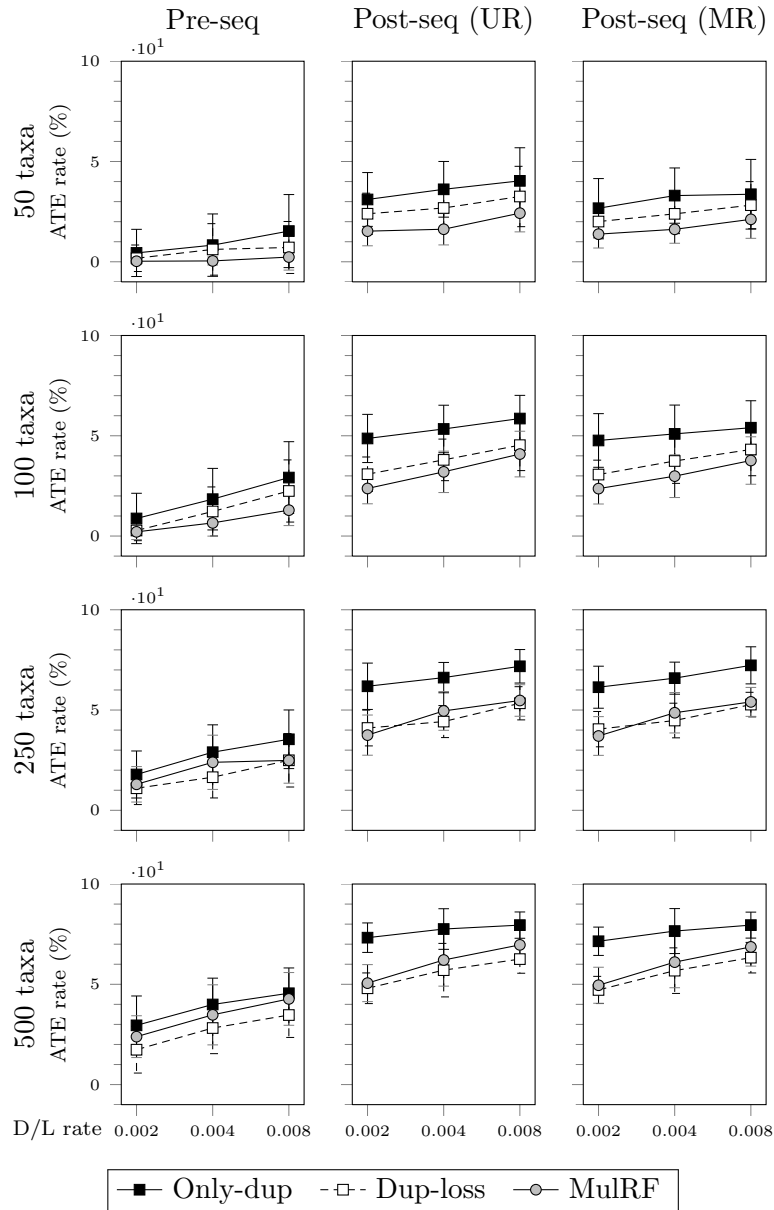 Pre-seq Post-seq (UR) Post-seq (MR)
·10¹
10
5
0
50 taxa
ATE rate (%)
·10¹
10
5
0
100 taxa
ATE rate (%)
·10¹
10
5
0
250 taxa
ATE rate (%)
·10¹
10
5
0
500 taxa
ATE rate (%)
D/L rate 0.002 0.004 0.008 0.002 0.004 0.008 0.002 0.004 0.008
Only-dup Dup-loss MulRF